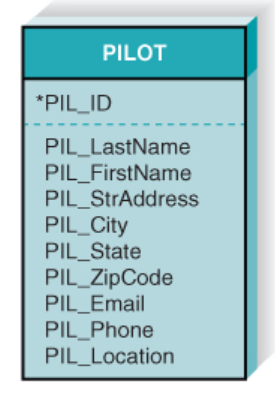 PILOT
*PIL_ID
PIL_LastName
PIL_FirstName
PIL_StrAddress
PIL_City
PIL_State
PIL_ZipCode
PIL_Email
PIL_Phone
PIL_Location